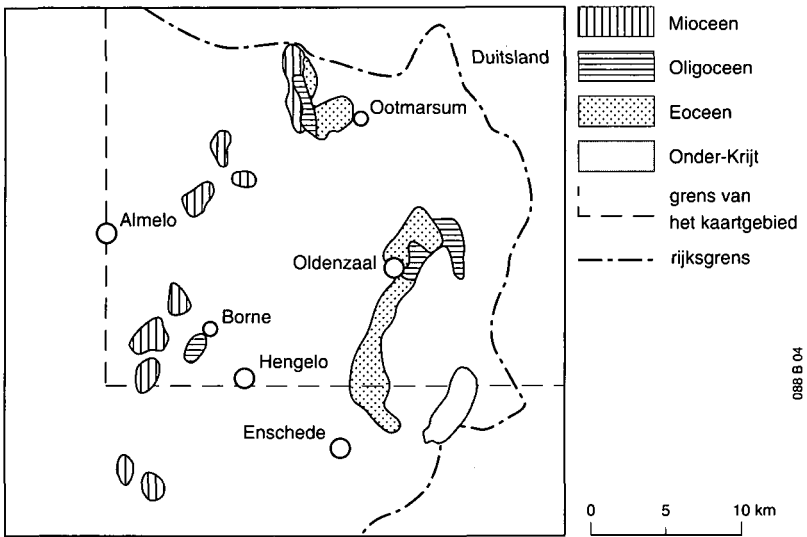 Duitsland
Ootmarsum
Almelo
Oldenzaal
Borne
Hengelo
Enschede
Mioceen
Oligoceen
Eoceen
Onder-Krijt
grens van
het kaartgebied
rijksgrens
088 B 04
0 5 10 km